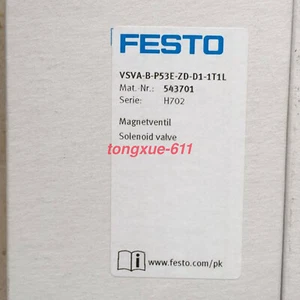 FESTO
VSVA-B-P53E-ZD-D1-1T1L
Mat.-Nr.: 543701
Serie: H702
Magnetventil
Solenoid valve
tongxue-611
www.festo.com/pk